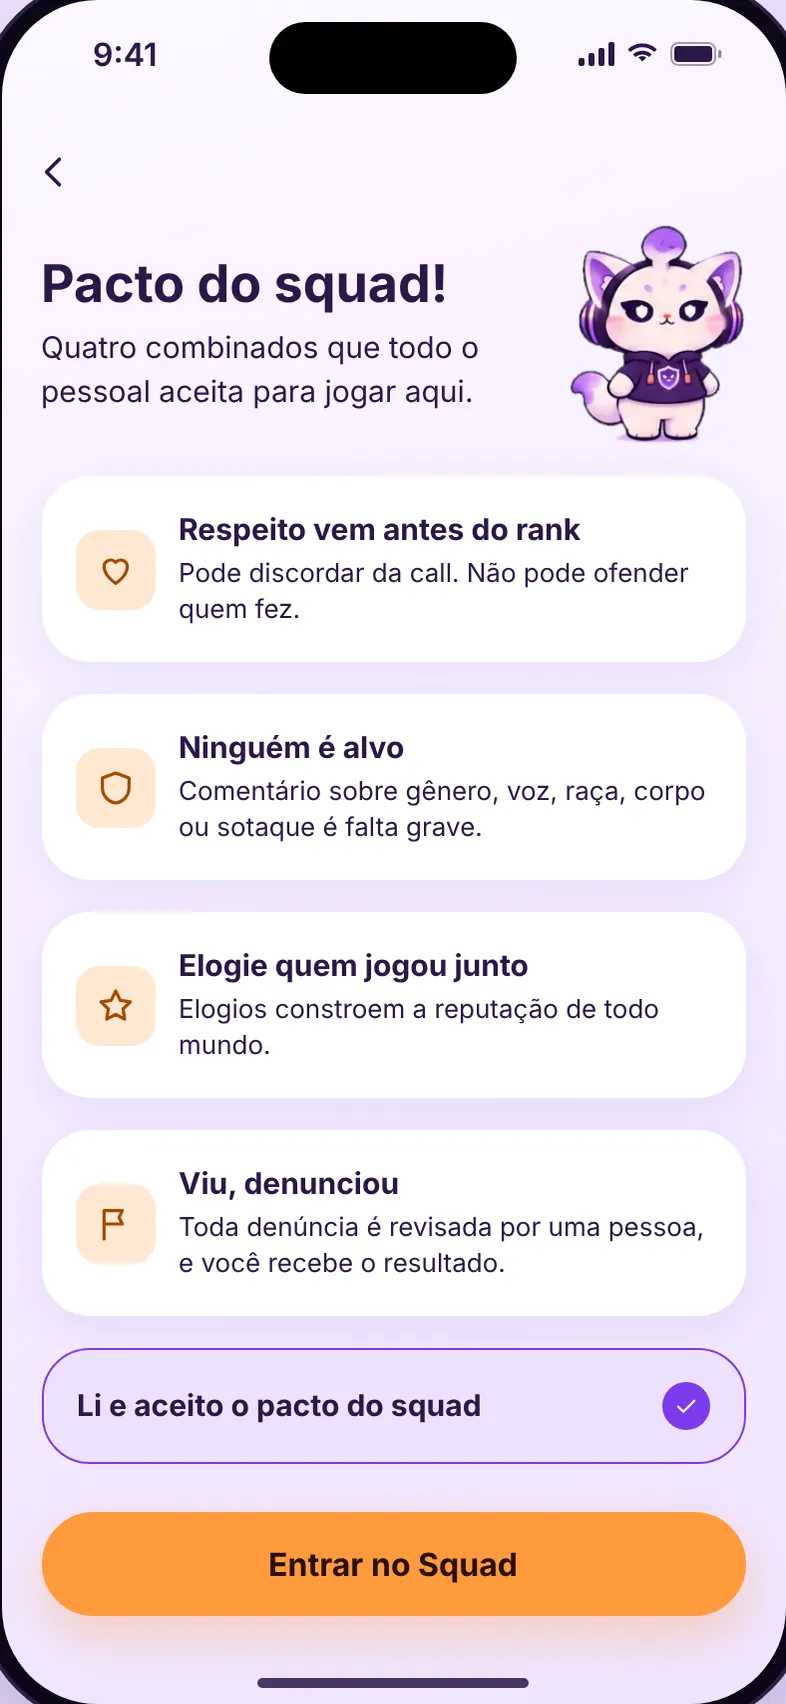 9:41
Pacto do squad!
Quatro combinados que todo o
pessoal aceita para jogar aqui.
Respeito vem antes do rank
Pode discordar da call. Não pode ofender
quem fez.
Ninguém é alvo
Comentário sobre gênero, voz, raça, corpo
ou sotaque é falta grave.
Elogie quem jogou junto
Elogios constroem a reputação de todo
mundo.
Viu, denunciou
Toda denúncia é revisada por uma pessoa,
e você recebe o resultado.
Li e aceito o pacto do squad
Entrar no Squad